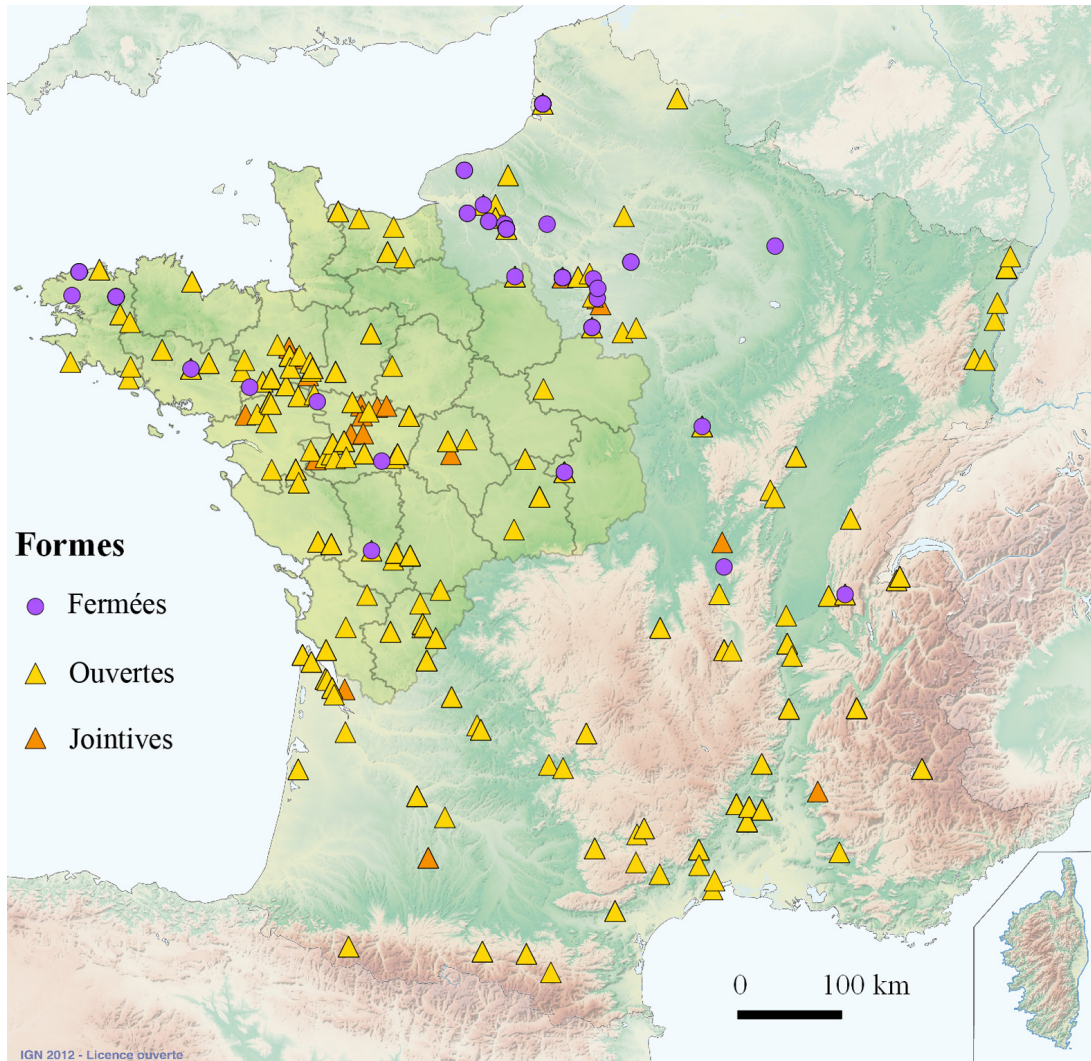 Formes
Fermées
Ouvertes
Jointives
0 100 km
IGN 2012 - Licence ouverte